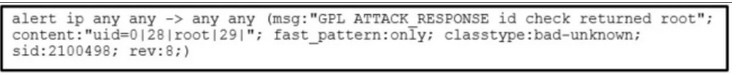 alert ip any any -> any any (msg:"GPL ATTACK_RESPONSE id check returned root";
content:"uid=0|28|root|29|"; fast_pattern:only; classtype:bad-unknown;
sid:2100498; rev:8;)